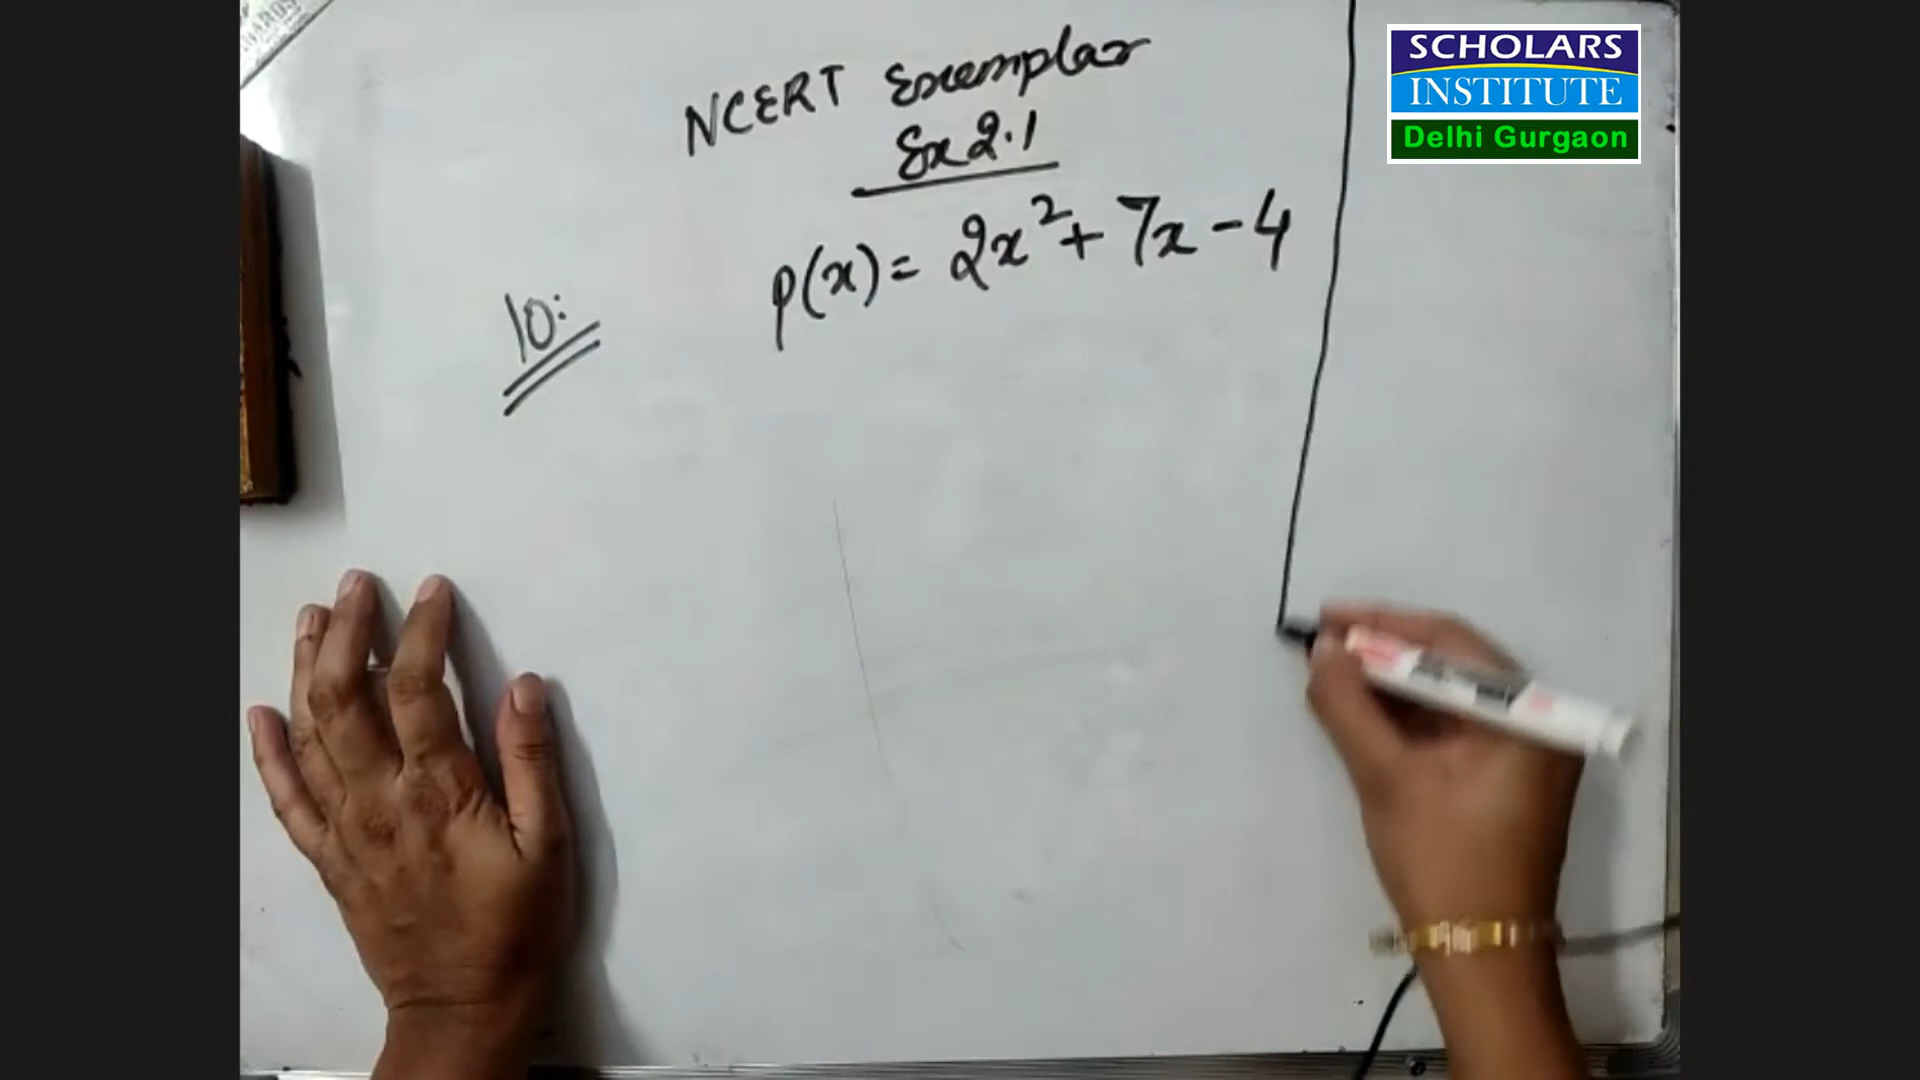 NCERT Exemplar
Ex 2.1
10:
p(x) = 2x² + 7x - 4
SCHOLARS
INSTITUTE
Delhi Gurgaon